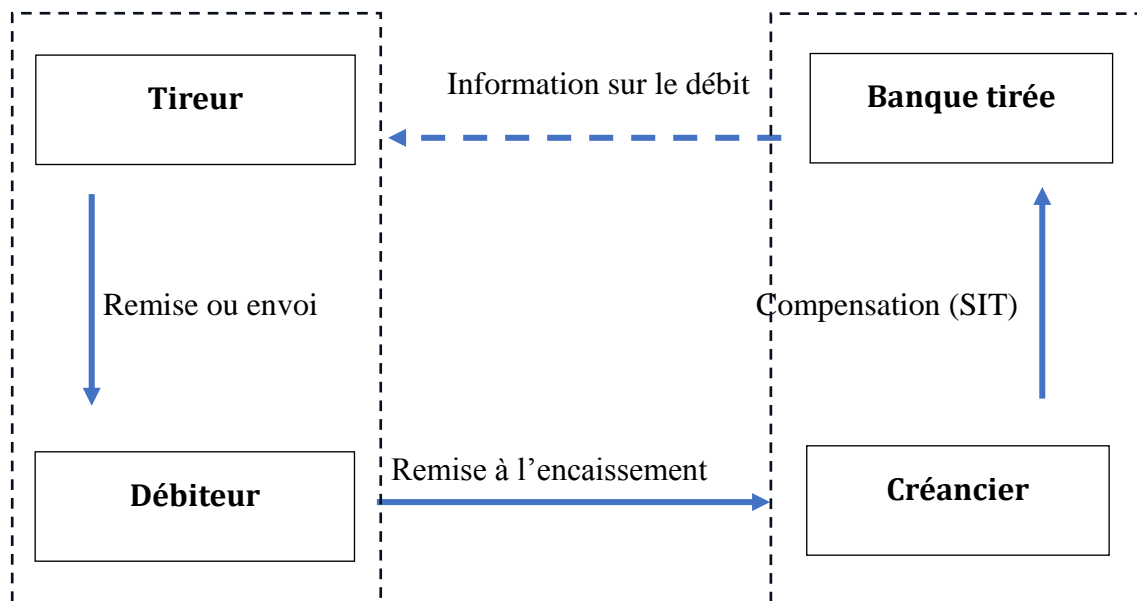 Tireur
Information sur le débit
Banque tirée
Remise ou envoi
Compensation (SIT)
Débiteur
Remise à l’encaissement
Créancier